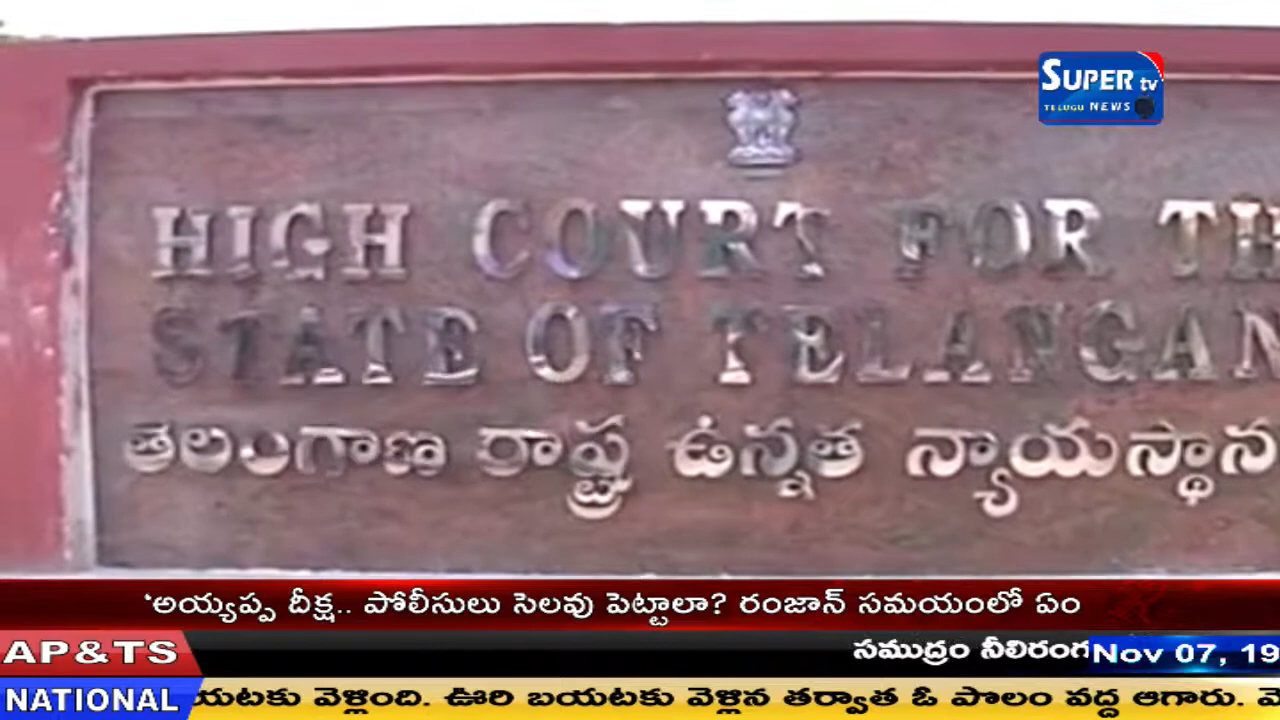 SUPER tv
TELUGU NEWS
HIGH COURT FOR TH
STATE OF TELANGAN
తెలంగాణ రాష్ట్ర ఉన్నత న్యాయస్థాన
'అయ్యప్ప దీక్ష.. పోలీసులు సెలవు పెట్టాలా? రంజాన్ సమయంలో ఏం
AP&TS
సముద్రం నీలిరంగ
Nov 07, 19
NATIONAL
యటకు వెళ్లింది. ఊరి బయటకు వెళ్లిన తర్వాత ఓ పొలం వద్ద ఆగారు.